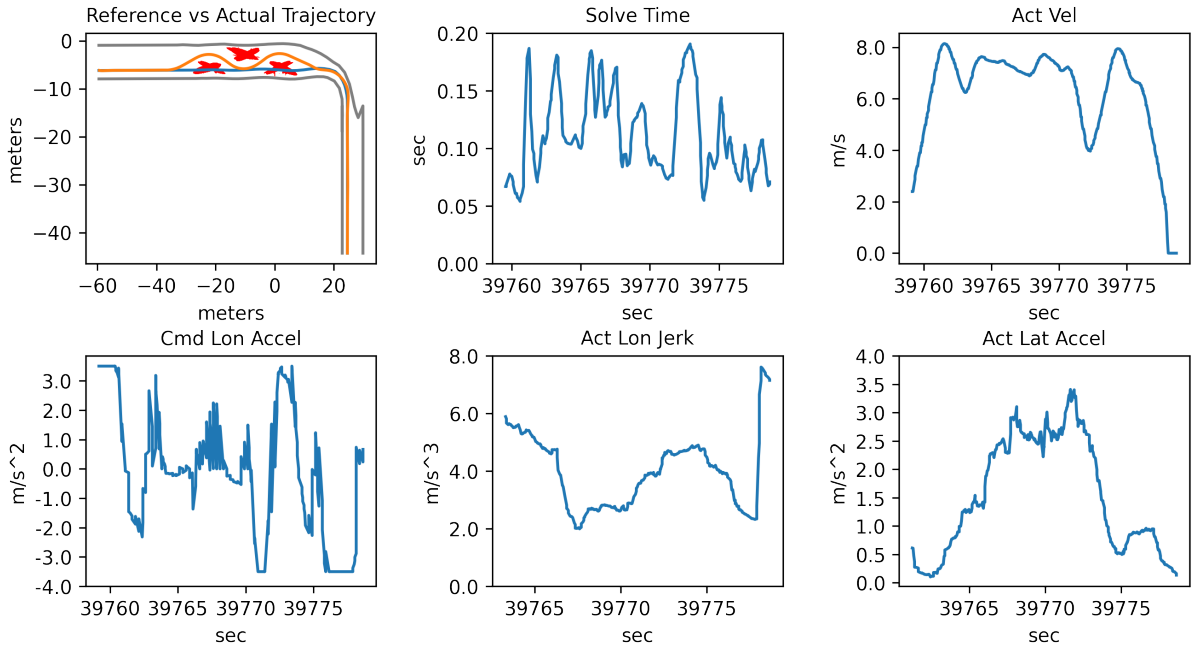 Reference vs Actual Trajectory
0
−10
−20
−30
−40
meters
−60 −40 −20 0 20
meters
Solve Time
0.20
0.15
0.10
0.05
0.00
sec
39760 39765 39770 39775
sec
Act Vel
8.0
6.0
4.0
2.0
0.0
m/s
39760 39765 39770 39775
sec
Cmd Lon Accel
3.0
2.0
1.0
0.0
-1.0
-2.0
-3.0
-4.0
m/s^2
39760 39765 39770 39775
sec
Act Lon Jerk
8.0
6.0
4.0
2.0
0.0
m/s^3
39765 39770 39775
sec
Act Lat Accel
4.0
3.5
3.0
2.5
2.0
1.5
1.0
0.5
0.0
m/s^2
39765 39770 39775
sec